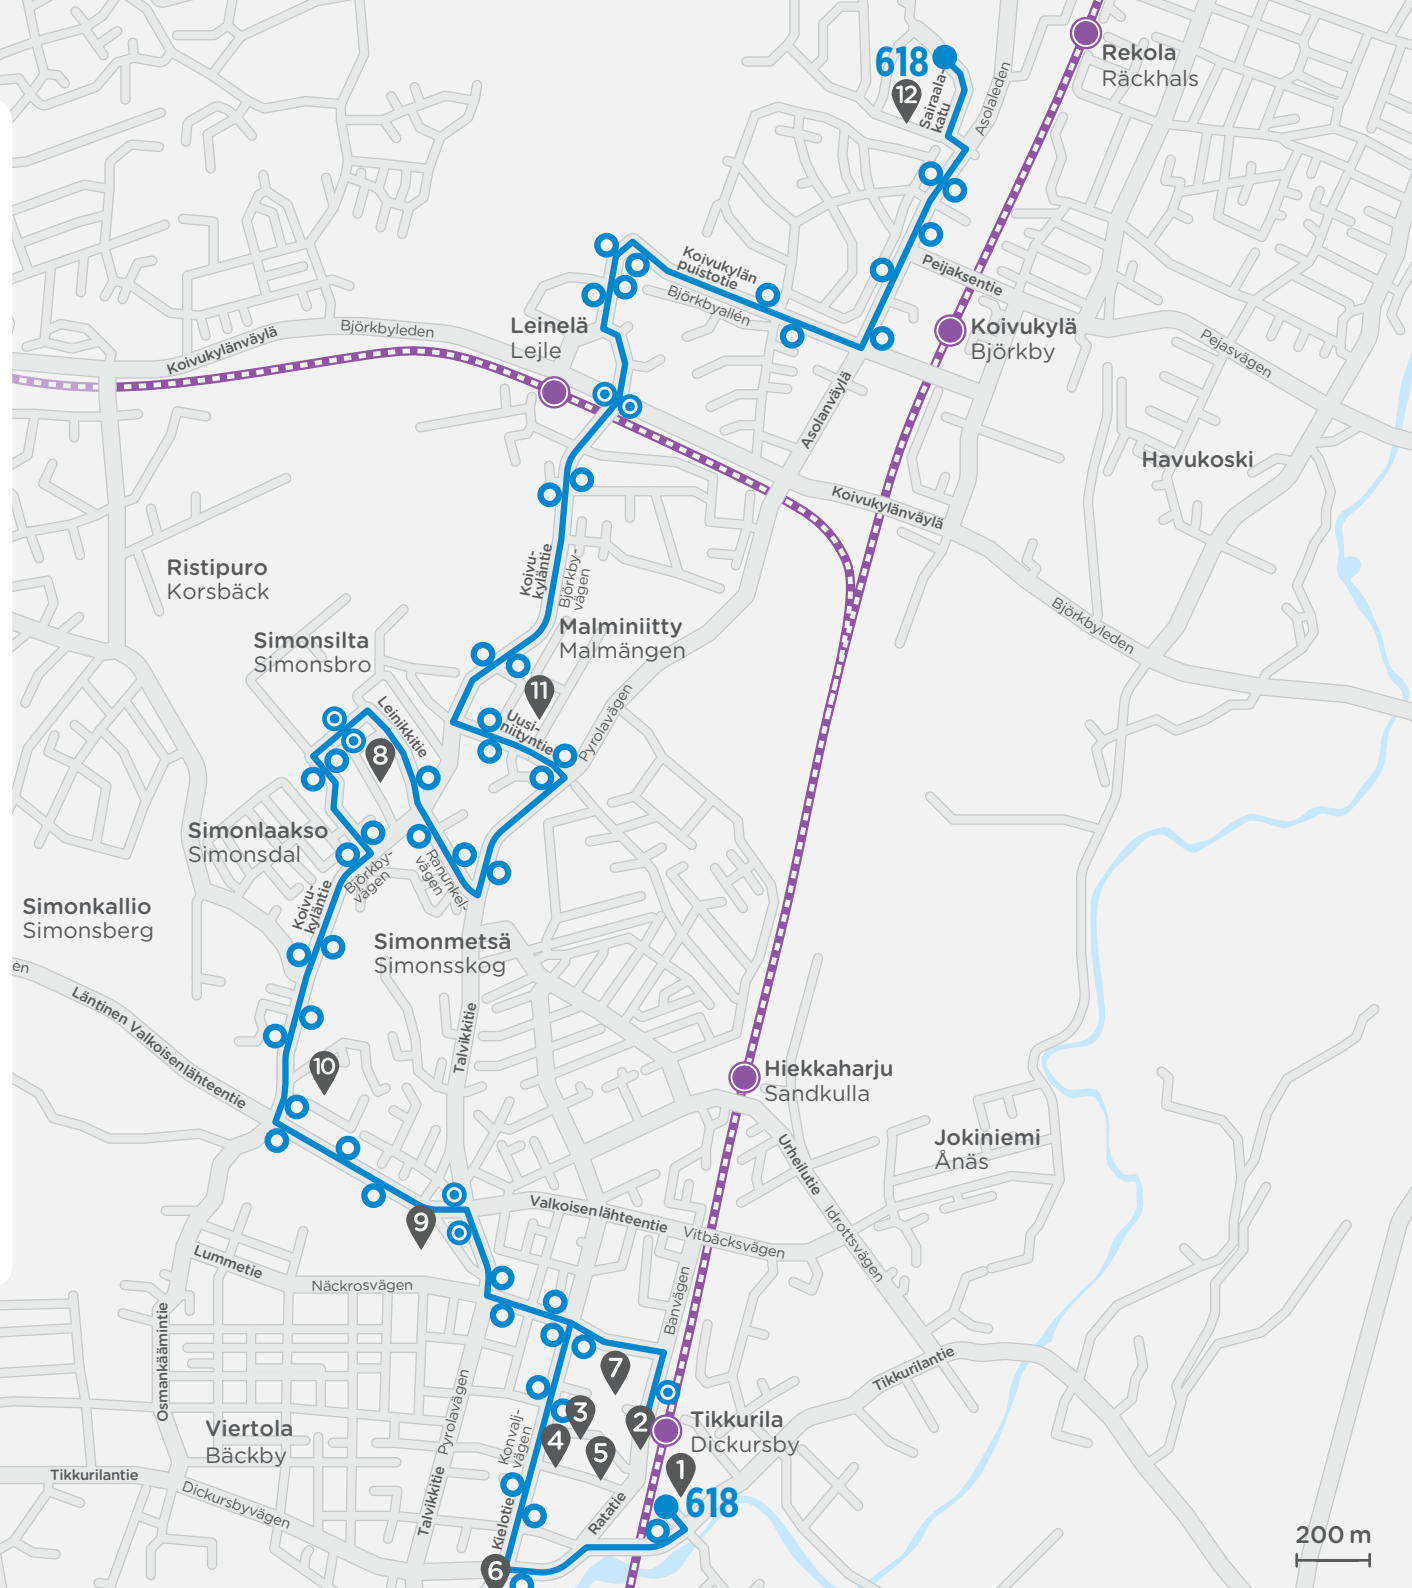 618
12
Sairaala-
katu
Asolaleden
Rekola
Räckhals
Koivukylän
puistotie
Björkbyallén
Peijaksentie
Koivukylä
Björkby
Pejasvägen
Koivukylänväylä
Björkbyleden
Leinelä
Lejle
Asolanväylä
Havukoski
Koivukylänväylä
Björkbyleden
Ristipuro
Korsbäck
Koivu-
kyläntie
Björkby-
vägen
Simonsilta
Simonsbro
Malminiitty
Malmängen
11
Uusi-
niityntie
Pyrolavägen
Leinikkitie
8
Simonlaakso
Simonsdal
Björkby-
vägen
Ranunkel-
vägen
Koivu-
kyläntie
Simonkallio
Simonsberg
Simonmetsä
Simonsskog
en
Läntinen Valkoisenlähteentie
Talvikkitie
10
Hiekkaharju
Sandkulla
Jokiniemi
Ånäs
Urheilutie
Idrottsvägen
Valkoisenlähteentie
Vitbäcksvägen
9
Lummetie
Näckrosvägen
Banvägen
Osmankäämintie
Pyrolavägen
Konvalj-
vägen
7
3
2
4
5
Tikkurila
Dickursby
1
618
Tikkurilantie
Viertola
Bäckby
Tikkurilantie
Dickursbyvägen
Talvikkitie
Kielotie
Ratatie
6
200 m